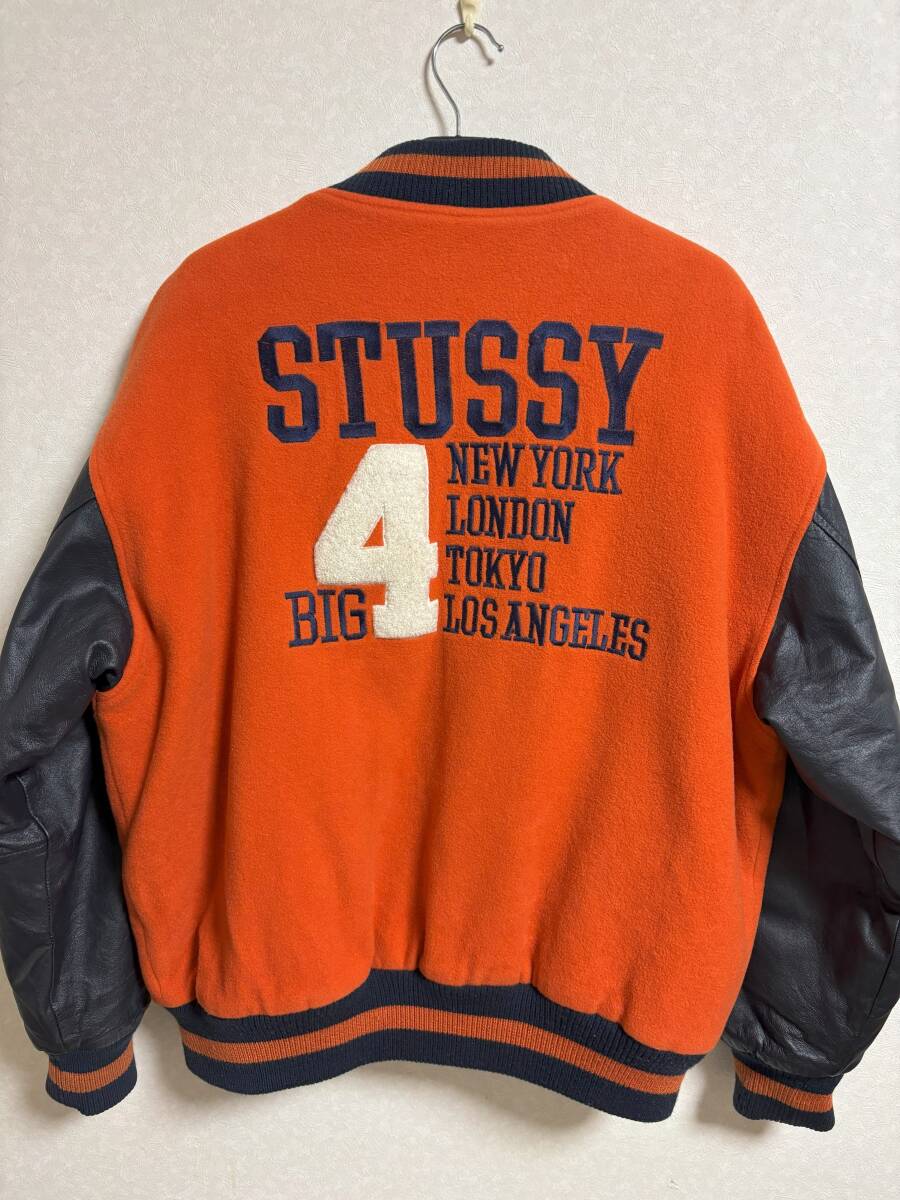 STUSSY
BIG 4
NEW YORK
LONDON
TOKYO
LOS ANGELES